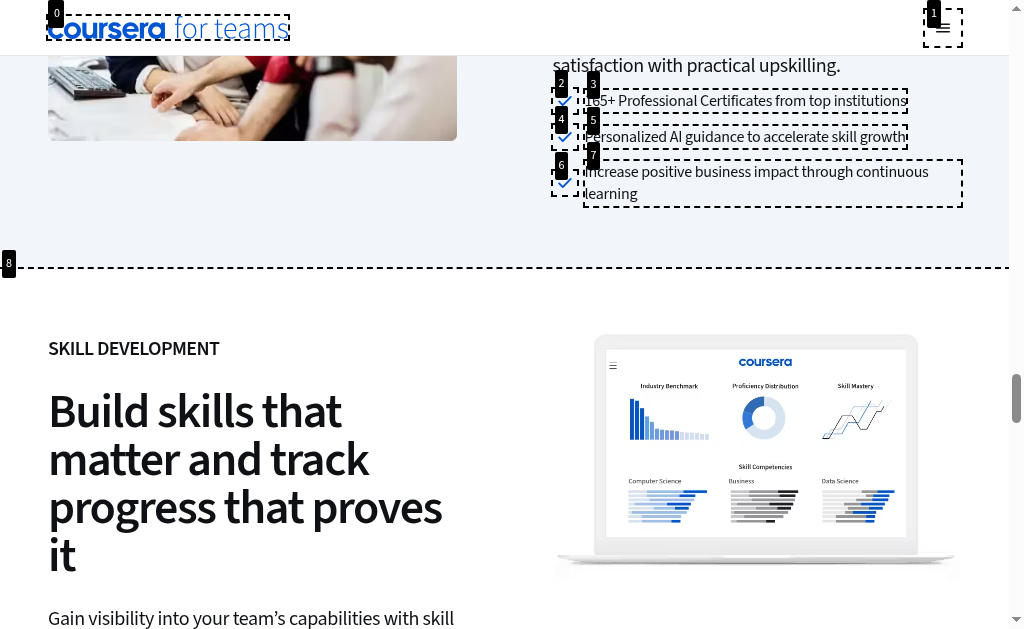 coursera for teams
satisfaction with practical upskilling.
165+ Professional Certificates from top institutions
Personalized AI guidance to accelerate skill growth
Increase positive business impact through continuous
learning
SKILL DEVELOPMENT
Build skills that
matter and track
progress that proves
it
Gain visibility into your team’s capabilities with skill
coursera
Industry Benchmark
Proficiency Distribution
Skill Mastery
Skill Competencies
Computer Science
Business
Data Science
0
1
2
3
4
5
6
7
8